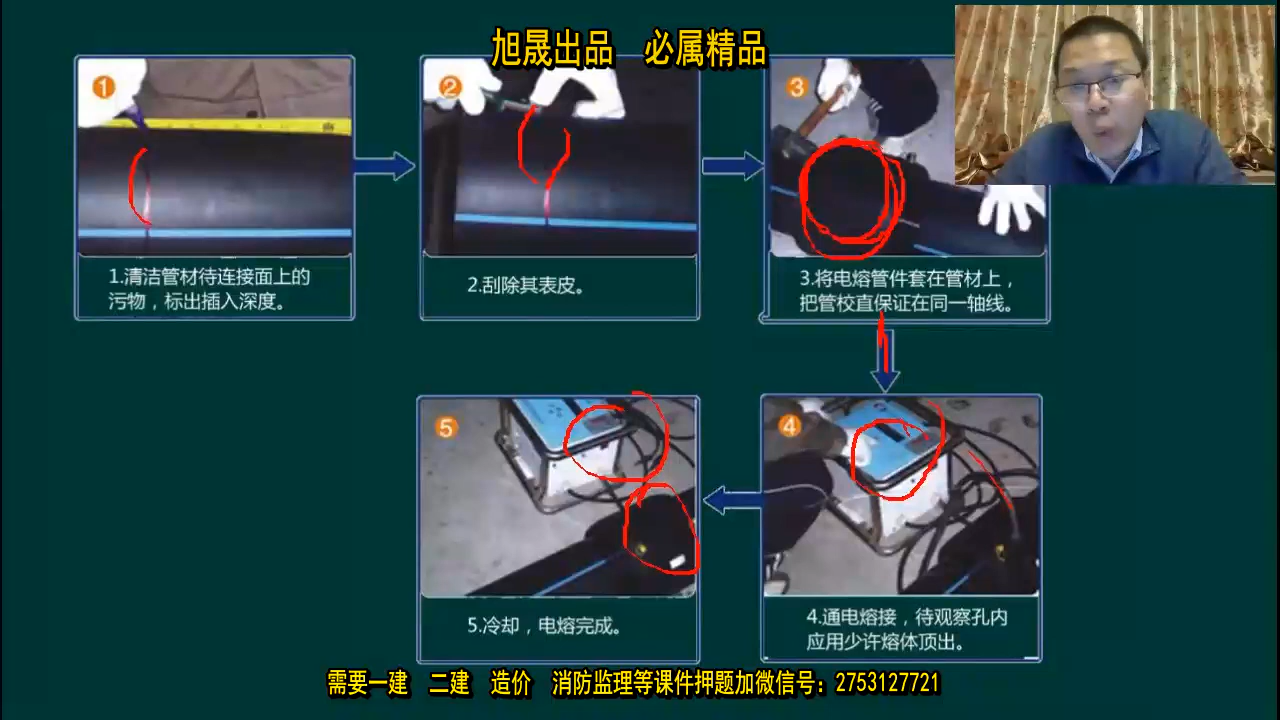 旭晟出品 必属精品
1
1.清洁管材待连接面上的
污物，标出插入深度。
2
2.刮除其表皮。
3
3.将电熔管件套在管材上，
把管校直保证在同一轴线。
4
4.通电熔接，待观察孔内
应用少许熔体顶出。
5
5.冷却，电熔完成。
需要一建 二建 造价 消防监理等课件押题加微信号：2753127721